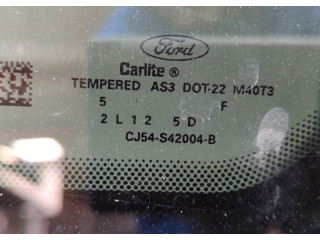 Ford
Carlite ®
TEMPERED AS3 DOT-22 M40T3
5 F
2 L 1 2 5 D
CJ54-S42004-B